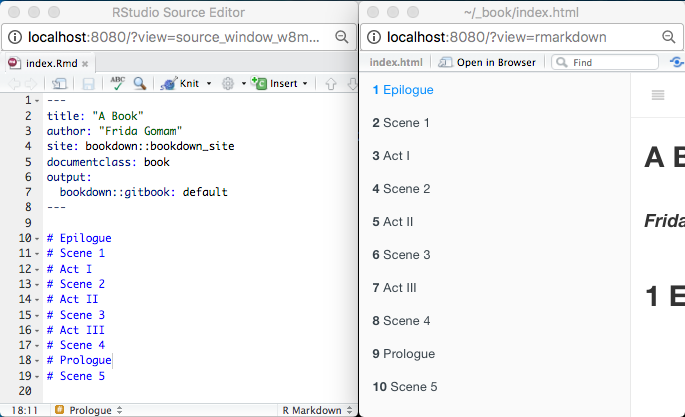 RStudio Source Editor
localhost:8080/?view=source_window_w8m...
index.Rmd
ABC
Knit
Insert
1 ---
2 title: "A Book"
3 author: "Frida Gomam"
4 site: bookdown::bookdown_site
5 documentclass: book
6 output:
7 bookdown::gitbook: default
8 ---
9
10 # Epilogue
11 # Scene 1
12 # Act I
13 # Scene 2
14 # Act II
15 # Scene 3
16 # Act III
17 # Scene 4
18 # Prologue
19 # Scene 5
20
18:11 # Prologue R Markdown
~/_book/index.html
localhost:8080/?view=rmarkdown
index.html Open in Browser Find
1 Epilogue
2 Scene 1
3 Act I
4 Scene 2
5 Act II
6 Scene 3
7 Act III
8 Scene 4
9 Prologue
10 Scene 5
A B
Frida
1 E